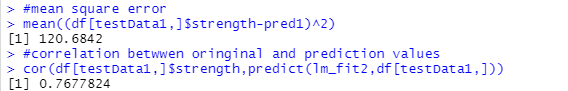 > #mean square error
> mean((df[testData1,]$strength-pred1)^2)
[1] 120.6842
> #correlation betwwen oringinal and prediction values
> cor(df[testData1,]$strength,predict(lm_fit2,df[testData1,]))
[1] 0.7677824